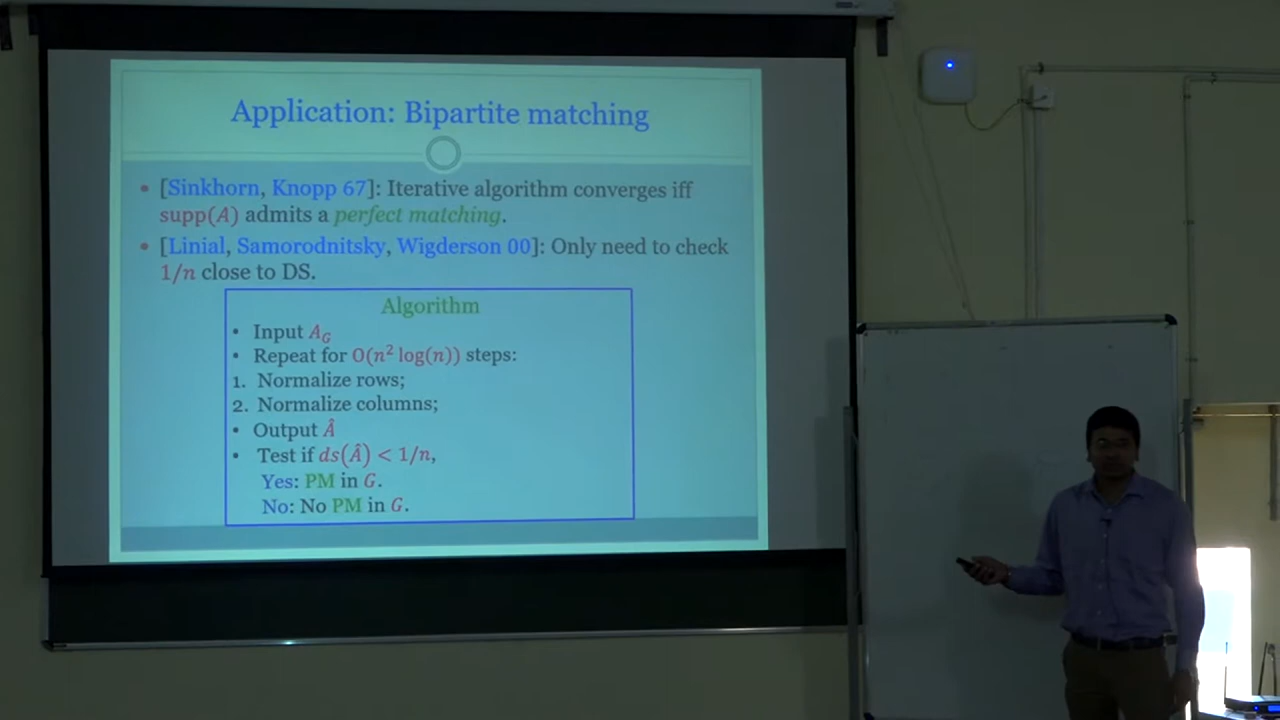 Application: Bipartite matching
• [Sinkhorn, Knopp 67]: Iterative algorithm converges iff
supp(A) admits a perfect matching.
• [Linial, Samorodnitsky, Wigderson 00]: Only need to check
1/n close to DS.
Algorithm
• Input A_G
• Repeat for O(n² log(n)) steps:
1. Normalize rows;
2. Normalize columns;
• Output Â
• Test if ds(Â) < 1/n,
Yes: PM in G.
No: No PM in G.